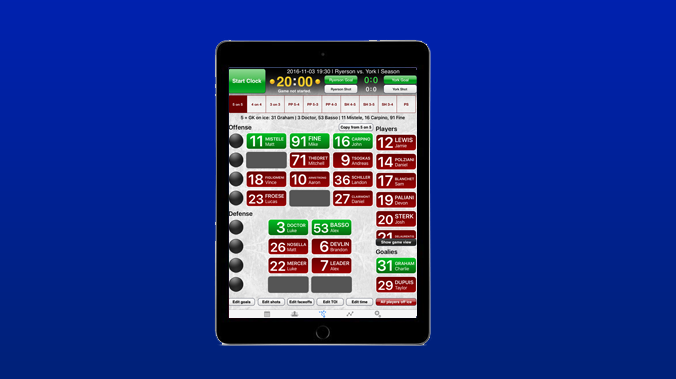 2016-11-03 19:30 | Ryerson vs. York | Season
Start Clock
20:00
Game not started.
Ryerson Goal
0:0
York Goal
Ryerson Shot
0:0
York Shot
5 on 5
4 on 4
3 on 3
PP 5-4
PP 5-3
PP 4-3
SH 4-5
SH 3-5
SH 3-4
PS
5 + GK on ice: 31 Graham | 3 Doctor, 53 Basso | 11 Mistele, 16 Carpino, 91 Fine
Offense
Copy from 5 on 5
Players
11 MISTELE Matt
91 FINE Mike
16 CARPINO John
12 LEWIS Jamie
71 THEORET Mitchell
9 TSOGKAS Andreas
14 POLZIANI Daniel
18 Vince
10 Aaron
36 SCHILLER Landon
17 BLANCHET Sam
23 FROESE Lucas
27 CLAIRMONT Daniel
19 PALIANI Devon
Defense
20 STERK Josh
3 DOCTOR Luke
53 BASSO Alex
21
26 NOSELLA Matt
6 DEVLIN Brandon
Show game view
Goalies
22 MERCER Luke
7 LEADER Alex
31 GRAHAM Charlie
29 DUPUIS Taylor
Edit goals
Edit shots
Edit faceoffs
Edit TOI
Edit time
All players off ice